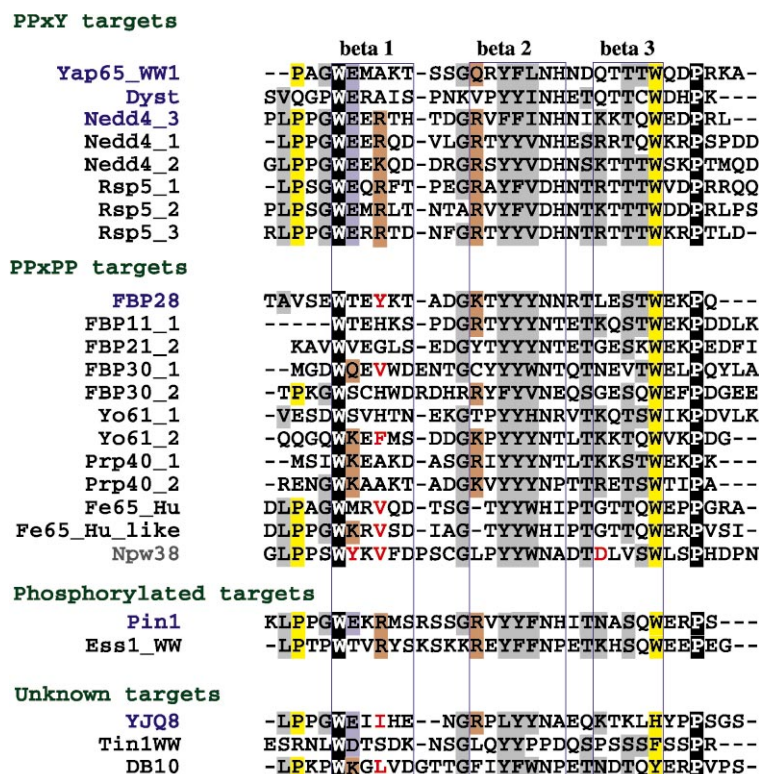 PPxY targets
beta 1 beta 2 beta 3
Yap65_WW1 --PAGWEMAKT-SSGQRYFLNHNDQTTTWQDPRKA-
Dyst SVQGPWERAIS-PNKVPYYINHETQTTCWDHPK---
Nedd4_3 PLPPGWEERTH-TDGRVFFINHNIKKTQWEDPRL--
Nedd4_1 -LPPGWEERQD-VLGRTYYVNHESRRTQWKRPSPDD
Nedd4_2 GLPPGWEEKQD-DRGRSYYVDHNSKTTTWSKPTMQD
Rsp5_1 -LPSGWEQRFT-PEGRAYFVDHNTRTTTWVDPRRQQ
Rsp5_2 PLPSGWEMRLT-NTARVYFVDHNTKTTTWDDPRLPS
Rsp5_3 RLPPGWERRTD-NFGRTYYVDHNTRTTTWKRPTLD-
PPxPP targets
FBP28 TAVSEWTEYKT-ADGKTYYYNNRTLESTWEKPQ---
FBP11_1 -----WTEHKS-PDGRTYYYNTETKQSTWEKPDDLK
FBP21_2 KAVWVEGLS-EDGYTYYYNTETGESKWEKPEDFI
FBP30_1 --MGDWQEVWDENTGCYYYWNTQTNEVTWELPQYLA
FBP30_2 -TPKGWSCHWDRDHRRYFYVNEQSGESQWEFPDGEE
Yo61_1 -VESDWSVHTN-EKGTPYYHNRVTKQTSWIKPDVLK
Yo61_2 -QQGQWKEFMS-DDGKPYYYNTLTKKTQWVKPDG--
Prp40_1 --MSIWKEAKD-ASGRIYYYNTLTKKSTWEKPK---
Prp40_2 -RENGWKAAKT-ADGKVYYYNPTTRETSWTIPA---
Fe65_Hu DLPAGWMRVQD-TSG-TYYWHIPTGTTQWEPPGRA-
Fe65_Hu_like DLPPGWKRVSD-IAG-TYYWHIPTGTTQWERPVSI-
Npw38 GLPPSWYKVFDPSCGLPYYWNADTDLVSWLSPHDPN
Phosphorylated targets
Pin1 KLPPGWEKRMSRSSGRVYYFNHITNASQWERPS---
Ess1_WW -LPTPWTVRYSKSKKREYFFNPETKHSQWEEPEG--
Unknown targets
YJQ8 -LPPGWEIIHE--NGRPLYYNAEQKTKLHYPPSGS-
Tin1WW ESRNLWDTSDK-NSGLQYYPPDQSPSSSFSSPR---
DB10 -LPKPWKGLVDGTTGFIYFWNPETNDTQYERPVPS-